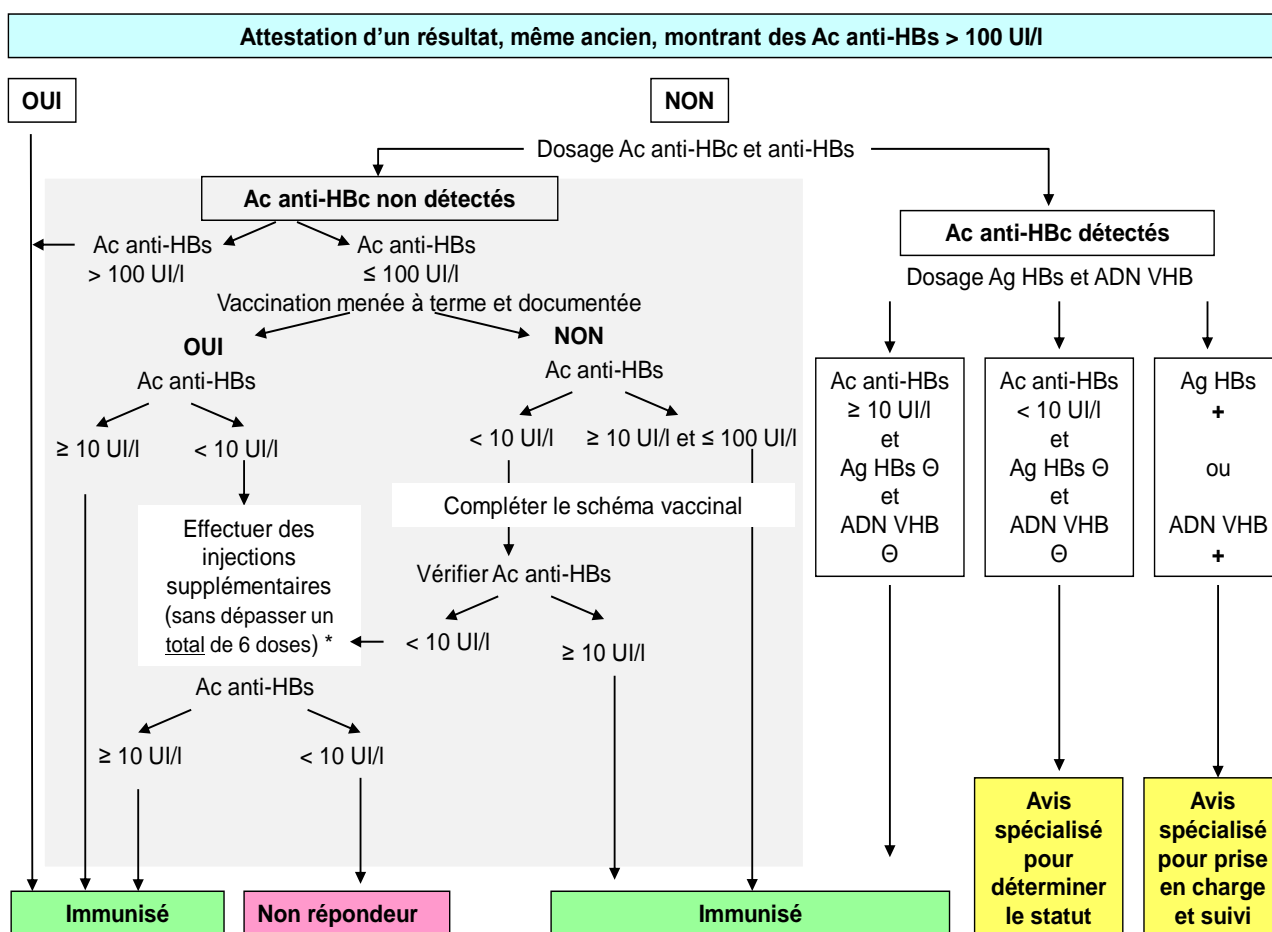 Attestation d'un résultat, même ancien, montrant des Ac anti-HBs > 100 UI/l
OUI
NON
Dosage Ac anti-HBc et anti-HBs
Ac anti-HBc non détectés
Ac anti-HBs
> 100 UI/l
Ac anti-HBs
≤ 100 UI/l
Vaccination menée à terme et documentée
OUI
Ac anti-HBs
≥ 10 UI/l
< 10 UI/l
NON
Ac anti-HBs
< 10 UI/l
≥ 10 UI/l et ≤ 100 UI/l
Compléter le schéma vaccinal
Effectuer des
injections
supplémentaires
(sans dépasser un
total de 6 doses) *
Vérifier Ac anti-HBs
< 10 UI/l
≥ 10 UI/l
Ac anti-HBs
≥ 10 UI/l
< 10 UI/l
Ac anti-HBc détectés
Dosage Ag HBs et ADN VHB
Ac anti-HBs
≥ 10 UI/l
et
Ag HBs Θ
et
ADN VHB
Θ
Ac anti-HBs
< 10 UI/l
et
Ag HBs Θ
et
ADN VHB
Θ
Ag HBs
+
ou
ADN VHB
+
Immunisé
Non répondeur
Immunisé
Avis
spécialisé
pour
déterminer
le statut
Avis
spécialisé
pour prise
en charge
et suivi